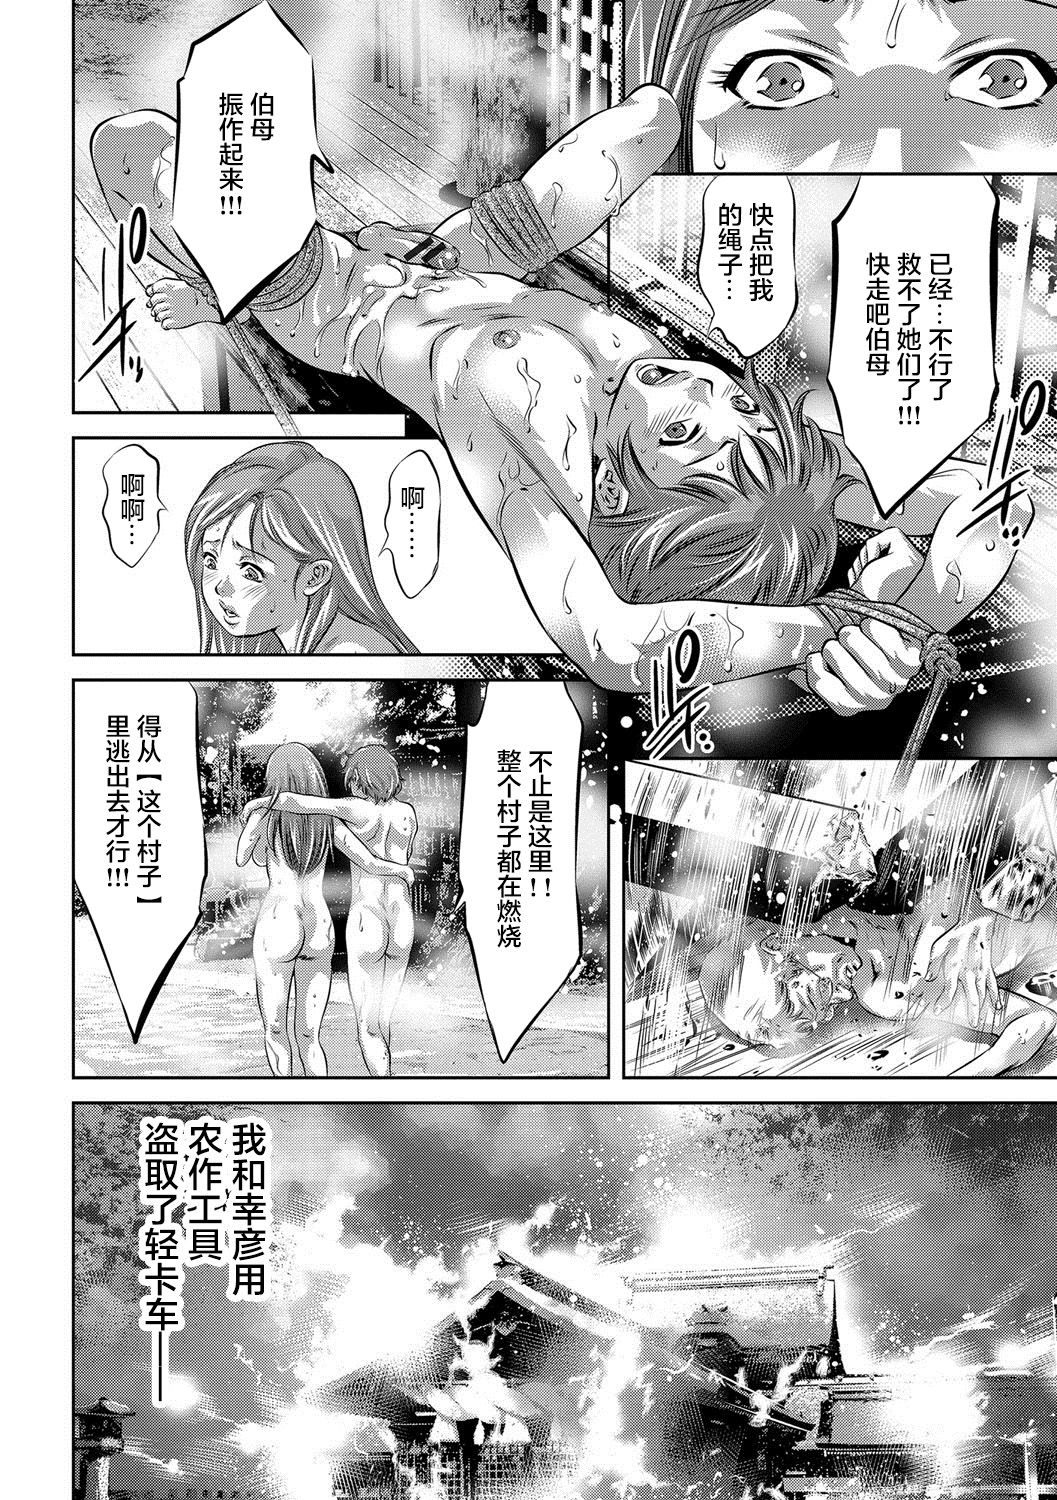 伯母
振作起来!!!
快点把我
的绳子…
已经…不行了
救不了她们了!!!
快走吧伯母
啊……
啊啊…
不止是这里!!
整个村子都在燃烧
得从【这个村子】
里逃出去才行!!!
我和幸彦用
农作工具
盗取了轻卡车——